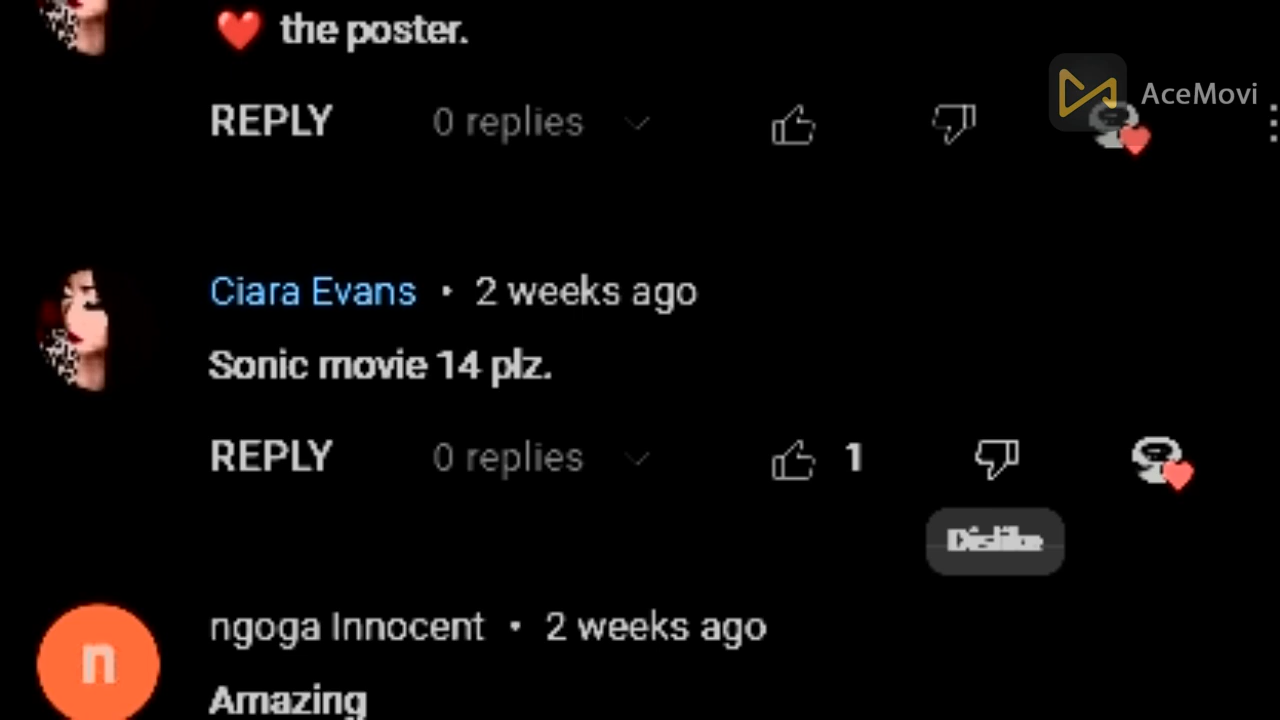 ❤️ the poster.
AceMovi
REPLY 0 replies
Ciara Evans • 2 weeks ago
Sonic movie 14 plz.
REPLY 0 replies 1
Dislike
n
ngoga Innocent • 2 weeks ago
Amazing